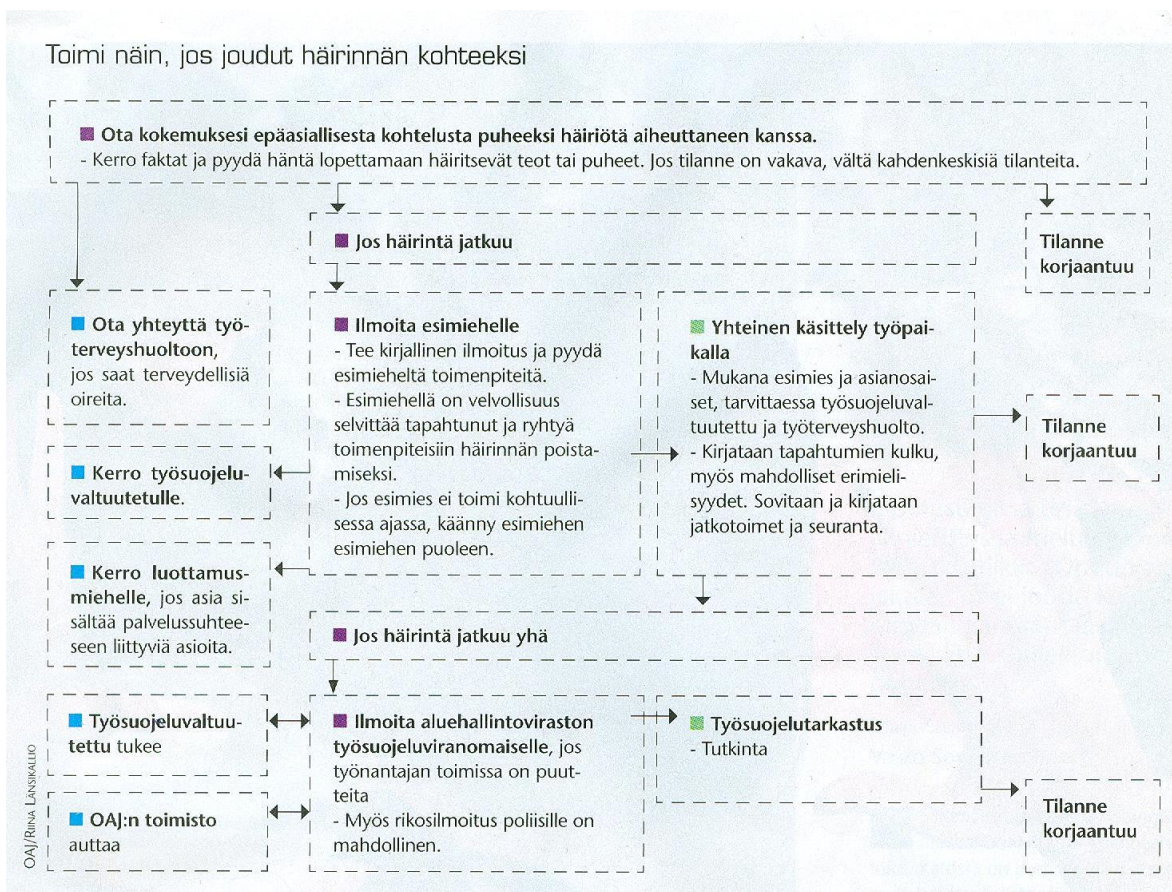 Toimi näin, jos joudut häirinnän kohteeksi
Ota kokemuksesi epäasiallisesta kohtelusta puheeksi häiriötä aiheuttaneen kanssa.
- Kerro faktat ja pyydä häntä lopettamaan häiritsevät teot tai puheet. Jos tilanne on vakava, vältä kahdenkeskisiä tilanteita.
Jos häirintä jatkuu
Tilanne
korjaantuu
Ota yhteyttä työ-
terveyshuoltoon,
jos saat terveydellisiä
oireita.
Ilmoita esimiehelle
- Tee kirjallinen ilmoitus ja pyydä
esimieheltä toimenpiteitä.
- Esimiehellä on velvollisuus
selvittää tapahtunut ja ryhtyä
toimenpiteisiin häirinnän poista-
miseksi.
- Jos esimies ei toimi kohtuulli-
sessa ajassa, käänny esimiehen
esimiehen puoleen.
Yhteinen käsittely työpai-
kalla
- Mukana esimies ja asianosai-
set, tarvittaessa työsuojeluval-
tuutettu ja työterveyshuolto.
- Kirjataan tapahtumien kulku,
myös mahdolliset erimieli-
syydet. Sovitaan ja kirjataan
jatkotoimet ja seuranta.
Tilanne
korjaantuu
Kerro työsuojelu-
valtuutetulle.
Kerro luottamus-
miehelle, jos asia si-
sältää palvelussuhtee-
seen liittyviä asioita.
Jos häirintä jatkuu yhä
Työsuojeluvaltuu-
tettu tukee
OAJ:n toimisto
auttaa
Ilmoita aluehallintoviraston
työsuojeluviranomaiselle, jos
työnantajan toimissa on puut-
teita
- Myös rikosilmoitus poliisille on
mahdollinen.
Työsuojelutarkastus
- Tutkinta
Tilanne
korjaantuu
OAJ/RIINA LÄNSIKALLIO